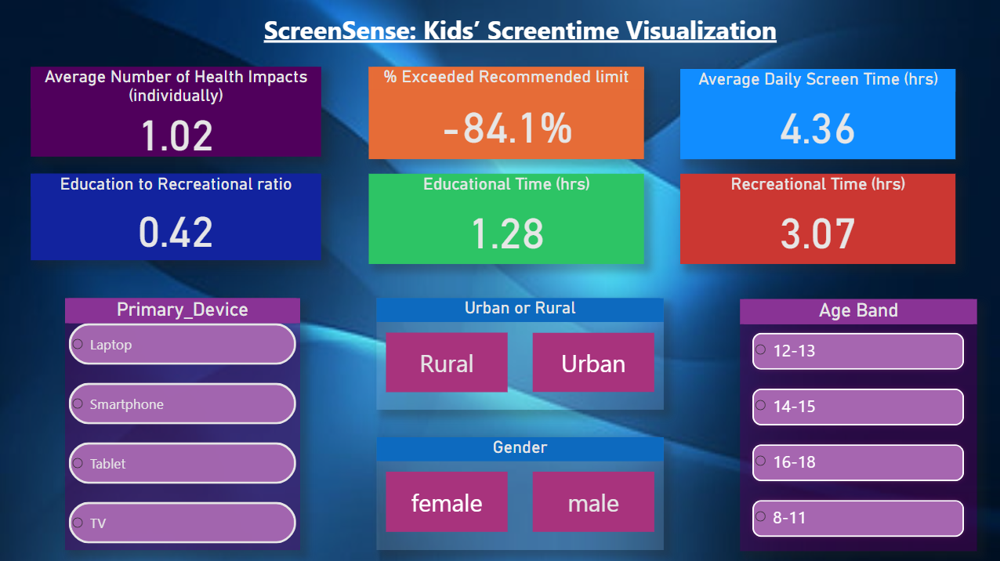 ScreenSense: Kids’ Screentime Visualization
Average Number of Health Impacts
(individually)
1.02
% Exceeded Recommended limit
-84.1%
Average Daily Screen Time (hrs)
4.36
Education to Recreational ratio
0.42
Educational Time (hrs)
1.28
Recreational Time (hrs)
3.07
Primary_Device
Laptop
Smartphone
Tablet
TV
Urban or Rural
Rural
Urban
Gender
female
male
Age Band
12-13
14-15
16-18
8-11